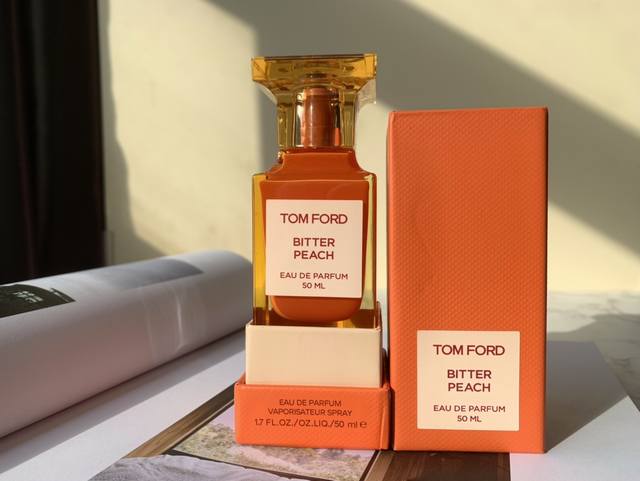 TOM FORD
BITTER
PEACH
EAU DE PARFUM
50 ML
EAU DE PARFUM
VAPORISATEUR SPRAY
1.7 FL.OZ./OZ.LIQ./50 ml ℮
TOM FORD
BITTER
PEACH
EAU DE PARFUM
50 ML